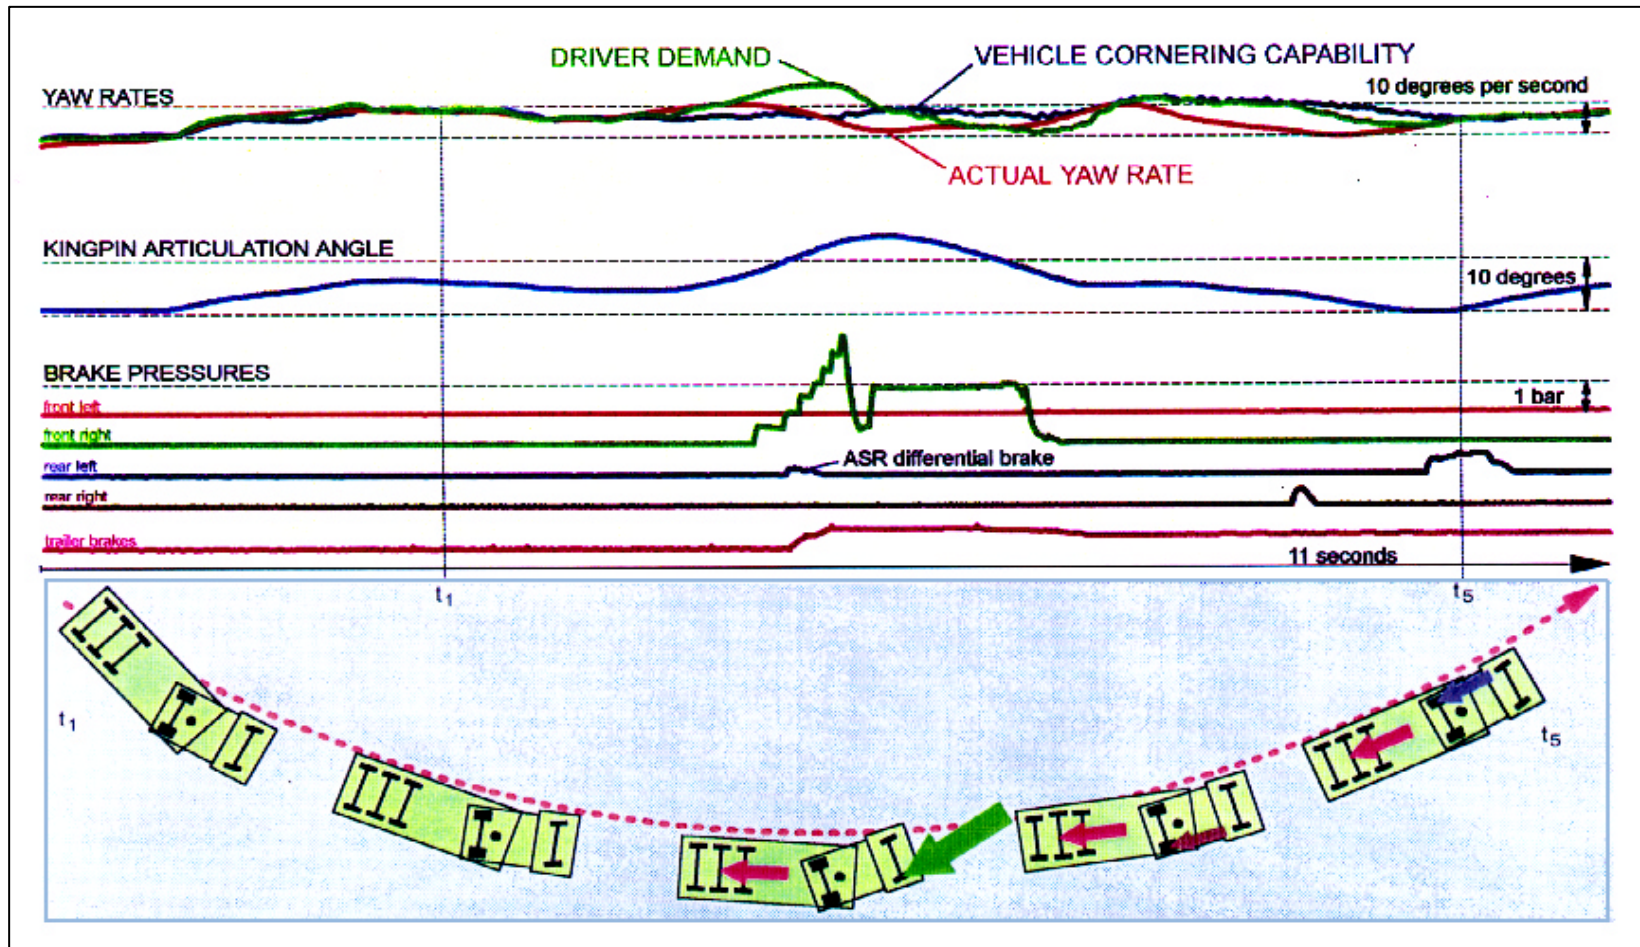 DRIVER DEMAND
VEHICLE CORNERING CAPABILITY
YAW RATES
10 degrees per second
ACTUAL YAW RATE
KINGPIN ARTICULATION ANGLE
10 degrees
BRAKE PRESSURES
front left
1 bar
front right
rear left
ASR differential brake
rear right
trailer brakes
11 seconds
t1
t5
t1
t5